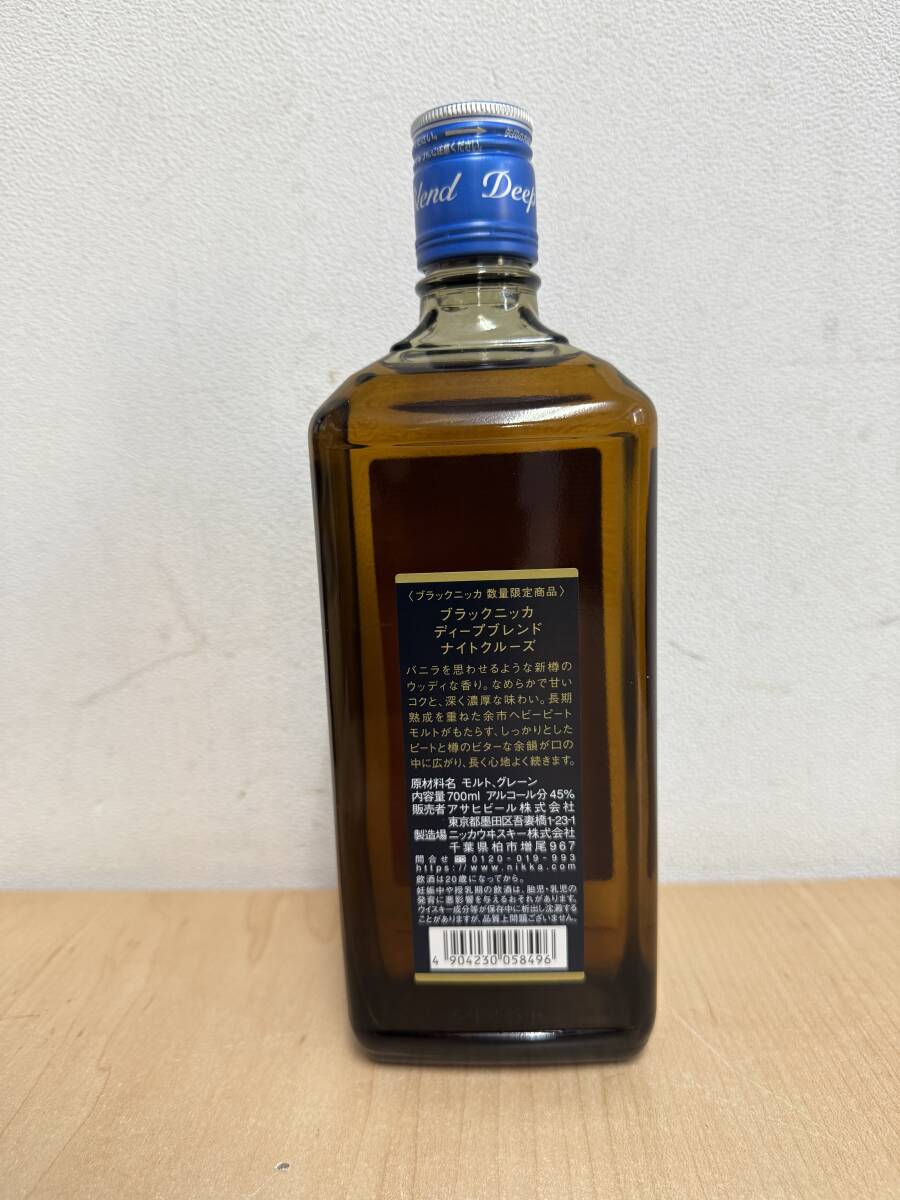 ださい。 → 矢印の
ご注意ください。
lend Deep
〈ブラックニッカ 数量限定商品〉
ブラックニッカ
ディープブレンド
ナイトクルーズ
バニラを思わせるような新樽の
ウッディな香り。なめらかで甘い
コクと、深く濃厚な味わい。長期
熟成を重ねた余市ヘビーピート
モルトがもたらす、しっかりとした
ピートと樽のビターな余韻が口の
中に広がり、長く心地よく続きます。
原材料名 モルト、グレーン
内容量700ml アルコール分45%
販売者アサヒビール株式会社
東京都墨田区吾妻橋1-23-1
製造場ニッカウヰスキー株式会社
千葉県柏市増尾967
問合せ 0120-019-993
https://www.nikka.com
飲酒は20歳になってから。
妊娠中や授乳期の飲酒は、胎児・乳児の
発育に悪影響を与えるおそれがあります。
ウイスキー成分等が保存中に析出し沈澱する
ことがありますが、品質上問題ございません。
4 904230 058496